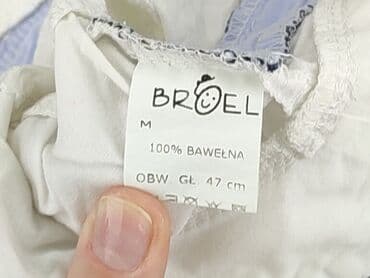 BROEL
M
100% BAWEŁNA
OBW. GŁ. 47 cm